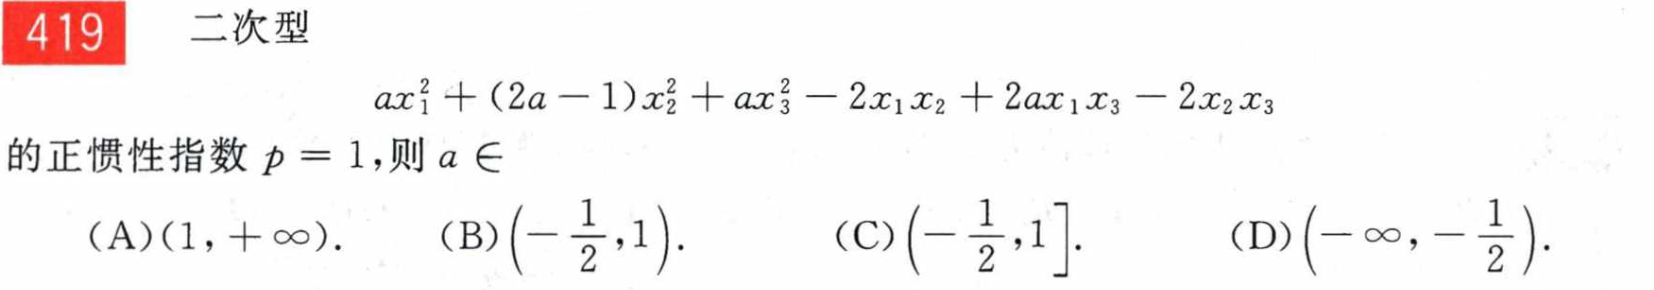 419 二次型
ax₁² + (2a − 1)x₂² + ax₃² − 2x₁x₂ + 2ax₁x₃ − 2x₂x₃
的正惯性指数 p = 1,则 a ∈
(A)(1, + ∞). (B)(− 1/2, 1). (C)(− 1/2, 1]. (D)(− ∞, − 1/2).